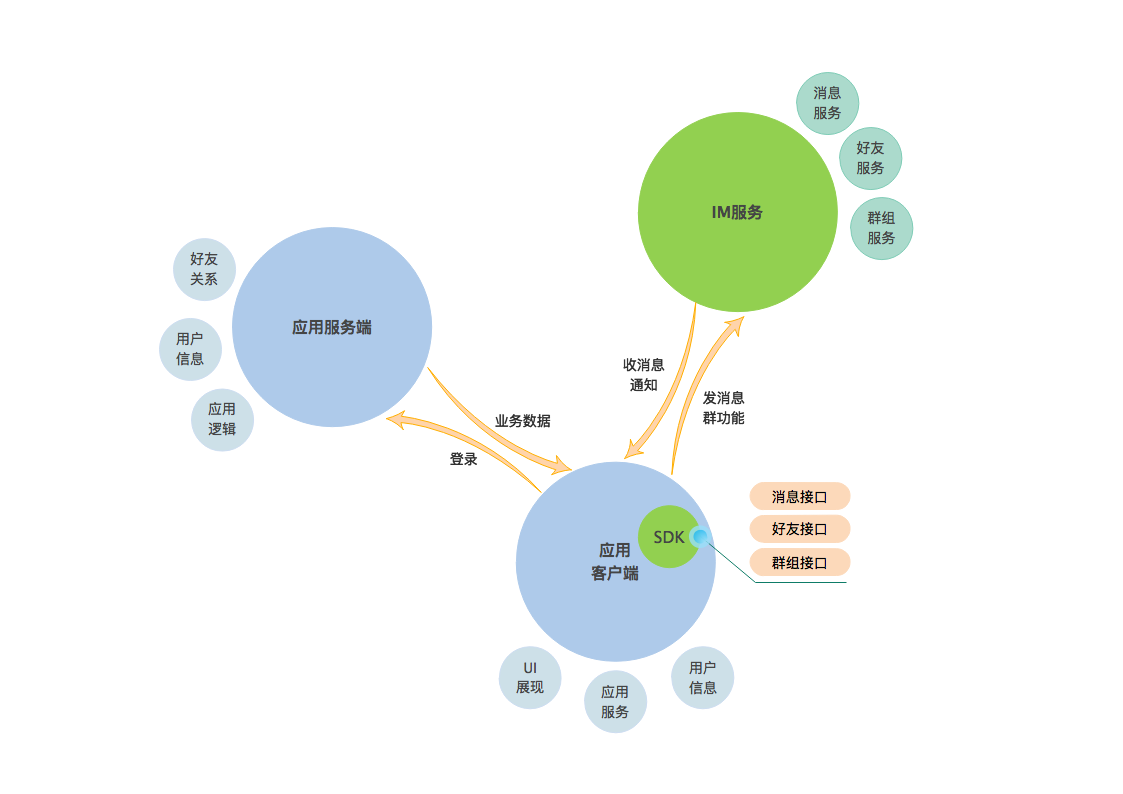 消息
服务
好友
服务
群组
服务
IM服务
好友
关系
用户
信息
应用
逻辑
应用服务端
收消息
通知
发消息
群功能
业务数据
登录
SDK
应用
客户端
消息接口
好友接口
群组接口
UI
展现
应用
服务
用户
信息